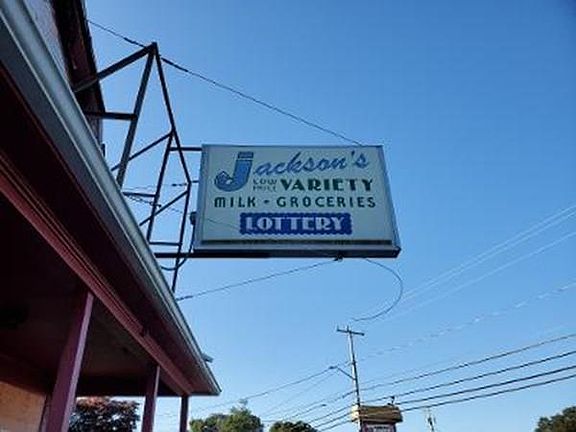 Jackson's
LOW PRICE VARIETY
MILK - GROCERIES
LOTTERY